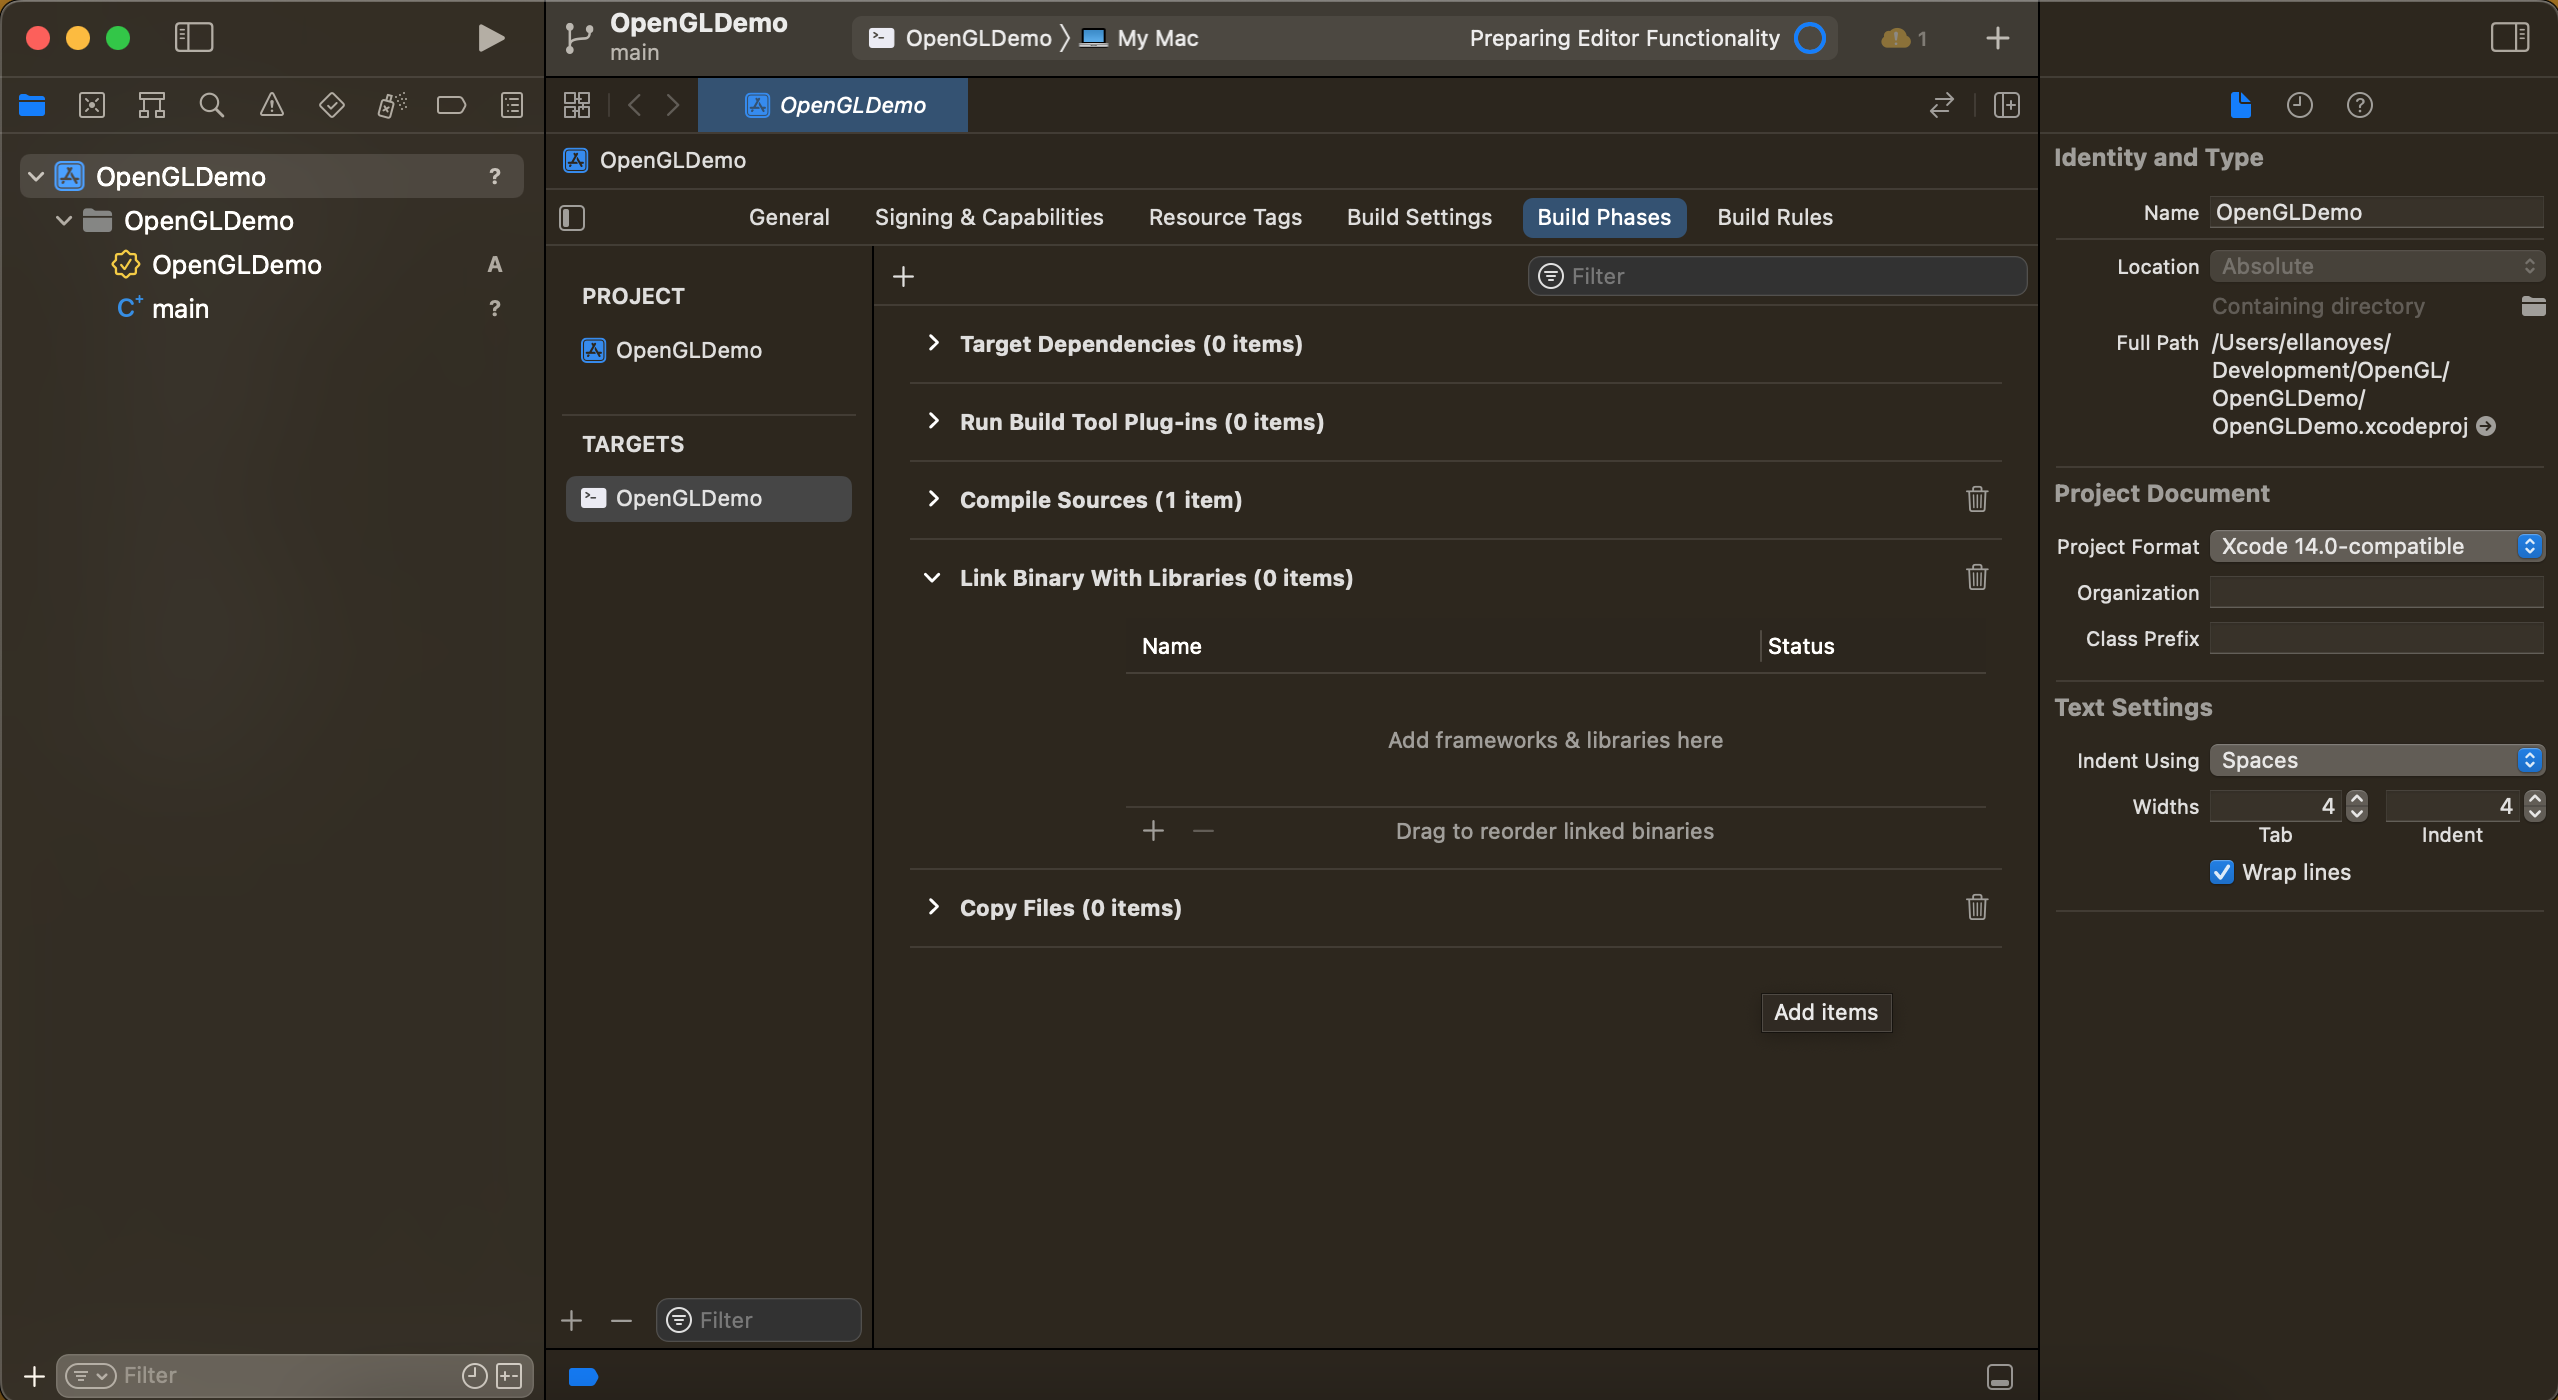 OpenGLDemo
main
OpenGLDemo
My Mac
Preparing Editor Functionality
1
OpenGLDemo
OpenGLDemo ?
OpenGLDemo
OpenGLDemo A
main ?
Filter
OpenGLDemo
General
Signing & Capabilities
Resource Tags
Build Settings
Build Phases
Build Rules
PROJECT
OpenGLDemo
TARGETS
OpenGLDemo
Filter
Filter
Target Dependencies (0 items)
Run Build Tool Plug-ins (0 items)
Compile Sources (1 item)
Link Binary With Libraries (0 items)
Name
Status
Add frameworks & libraries here
Drag to reorder linked binaries
Copy Files (0 items)
Add items
Identity and Type
Name OpenGLDemo
Location Absolute
Containing directory
Full Path /Users/ellanoyes/
Development/OpenGL/
OpenGLDemo/
OpenGLDemo.xcodeproj
Project Document
Project Format Xcode 14.0-compatible
Organization
Class Prefix
Text Settings
Indent Using Spaces
Widths 4 4
Tab Indent
Wrap lines